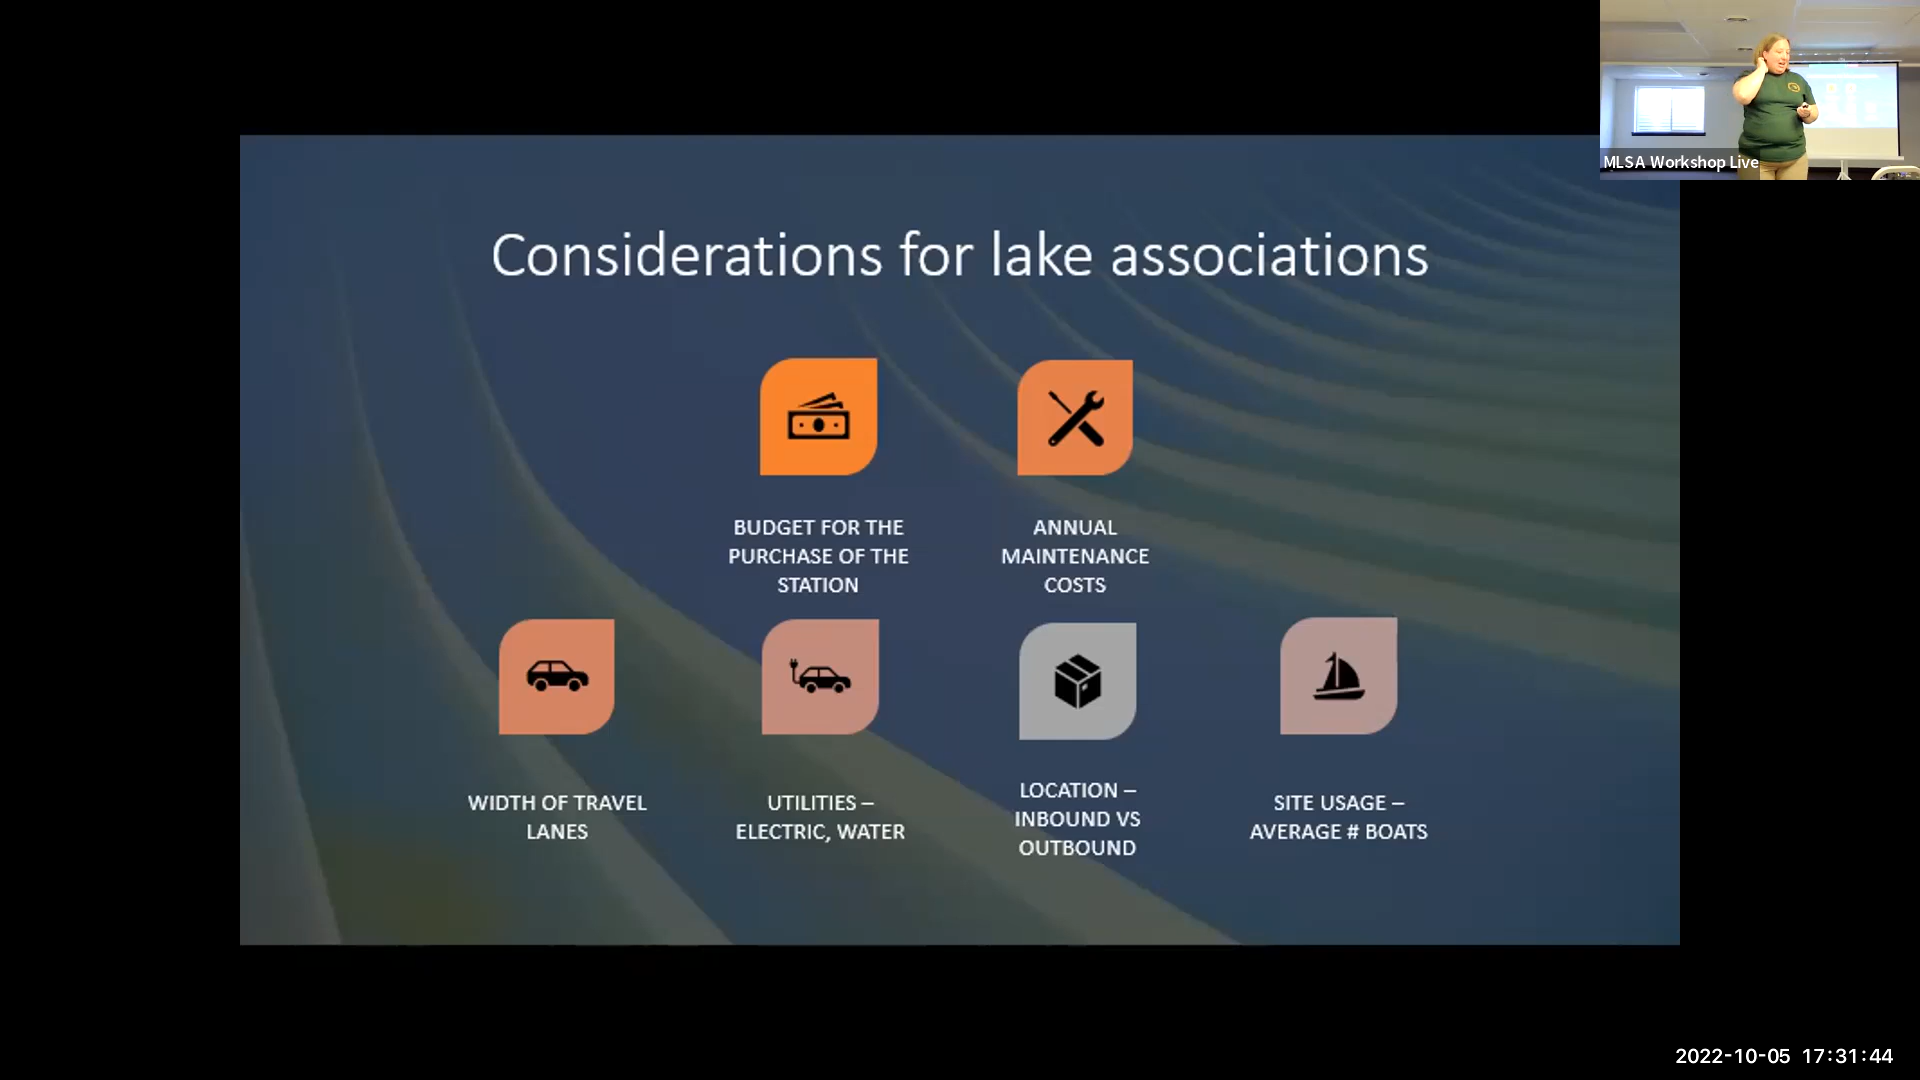 MLSA Workshop Live
Considerations for lake associations
BUDGET FOR THE
PURCHASE OF THE
STATION
ANNUAL
MAINTENANCE
COSTS
WIDTH OF TRAVEL
LANES
UTILITIES –
ELECTRIC, WATER
LOCATION –
INBOUND VS
OUTBOUND
SITE USAGE –
AVERAGE # BOATS
2022-10-05 17:31:44